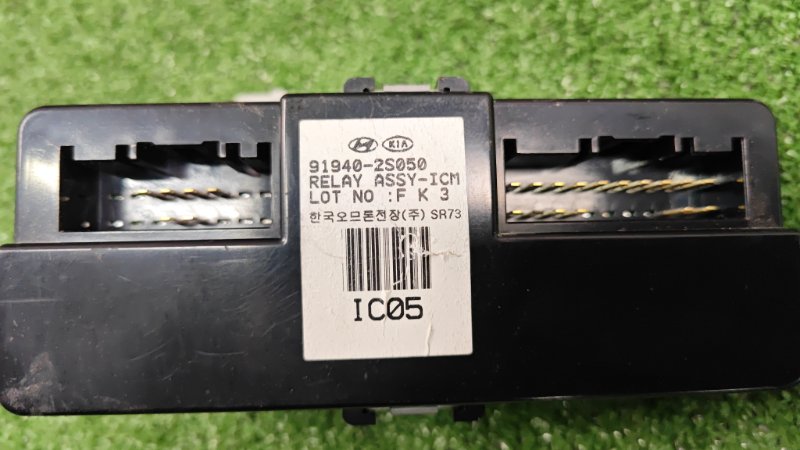 KIA
91940-2S050
RELAY ASSY-ICM
LOT NO :F K 3
한국오므론전장(주) SR73
IC05